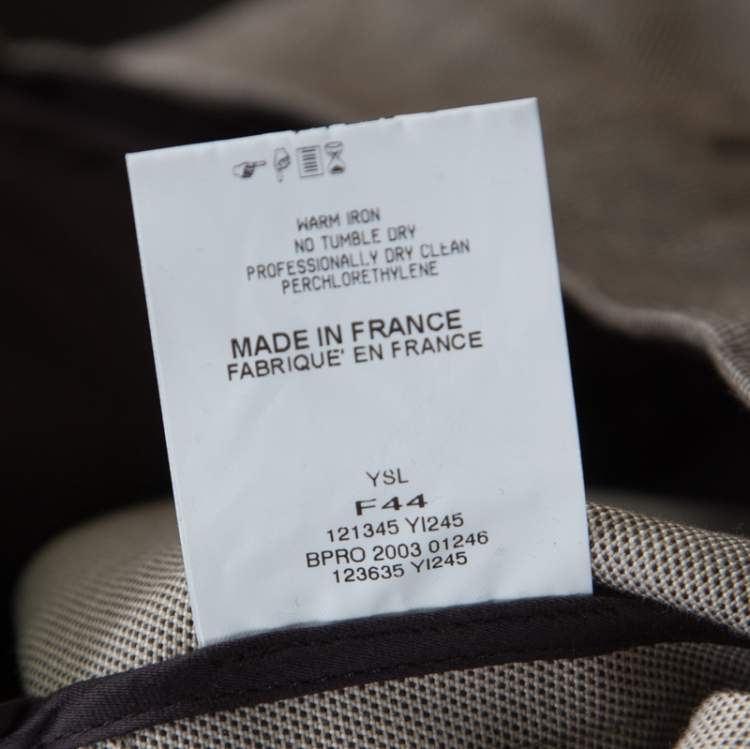 WARM IRON
NO TUMBLE DRY
PROFESSIONALLY DRY CLEAN
PERCHLORETHYLENE
MADE IN FRANCE
FABRIQUE' EN FRANCE
YSL
F44
121345 YI245
BPRO 2003 01246
123635 YI245